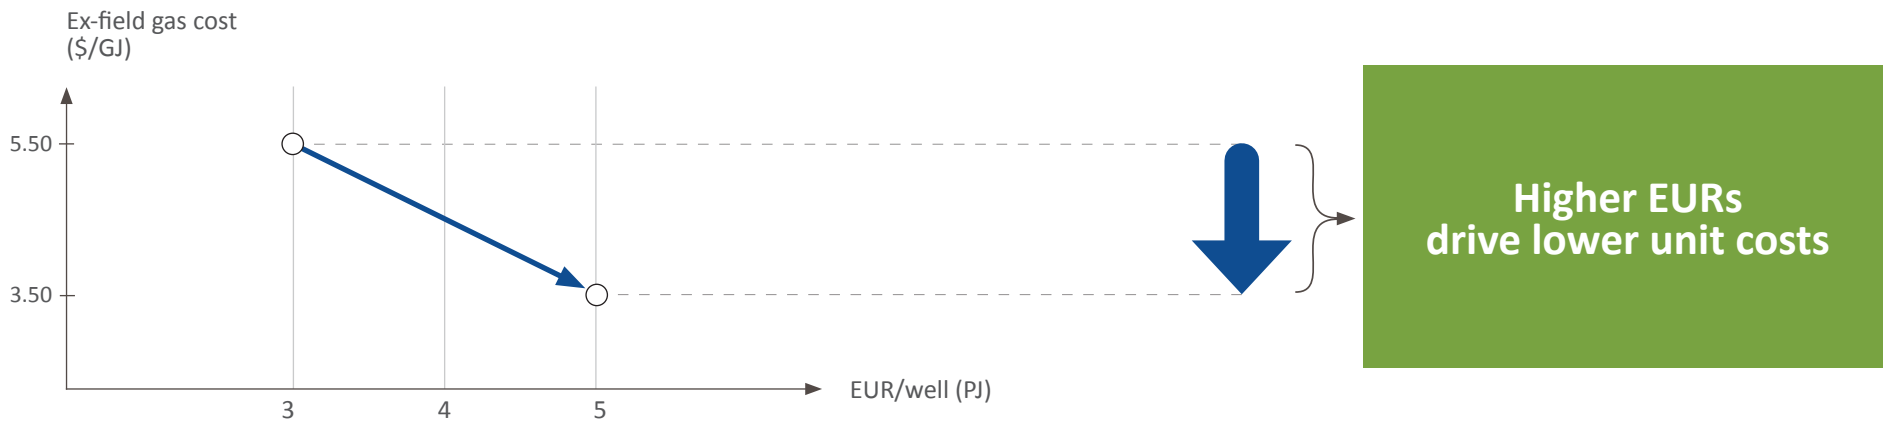 Ex-field gas cost
($/GJ)
5.50
3.50
3
4
5
EUR/well (PJ)
Higher EURs
drive lower unit costs